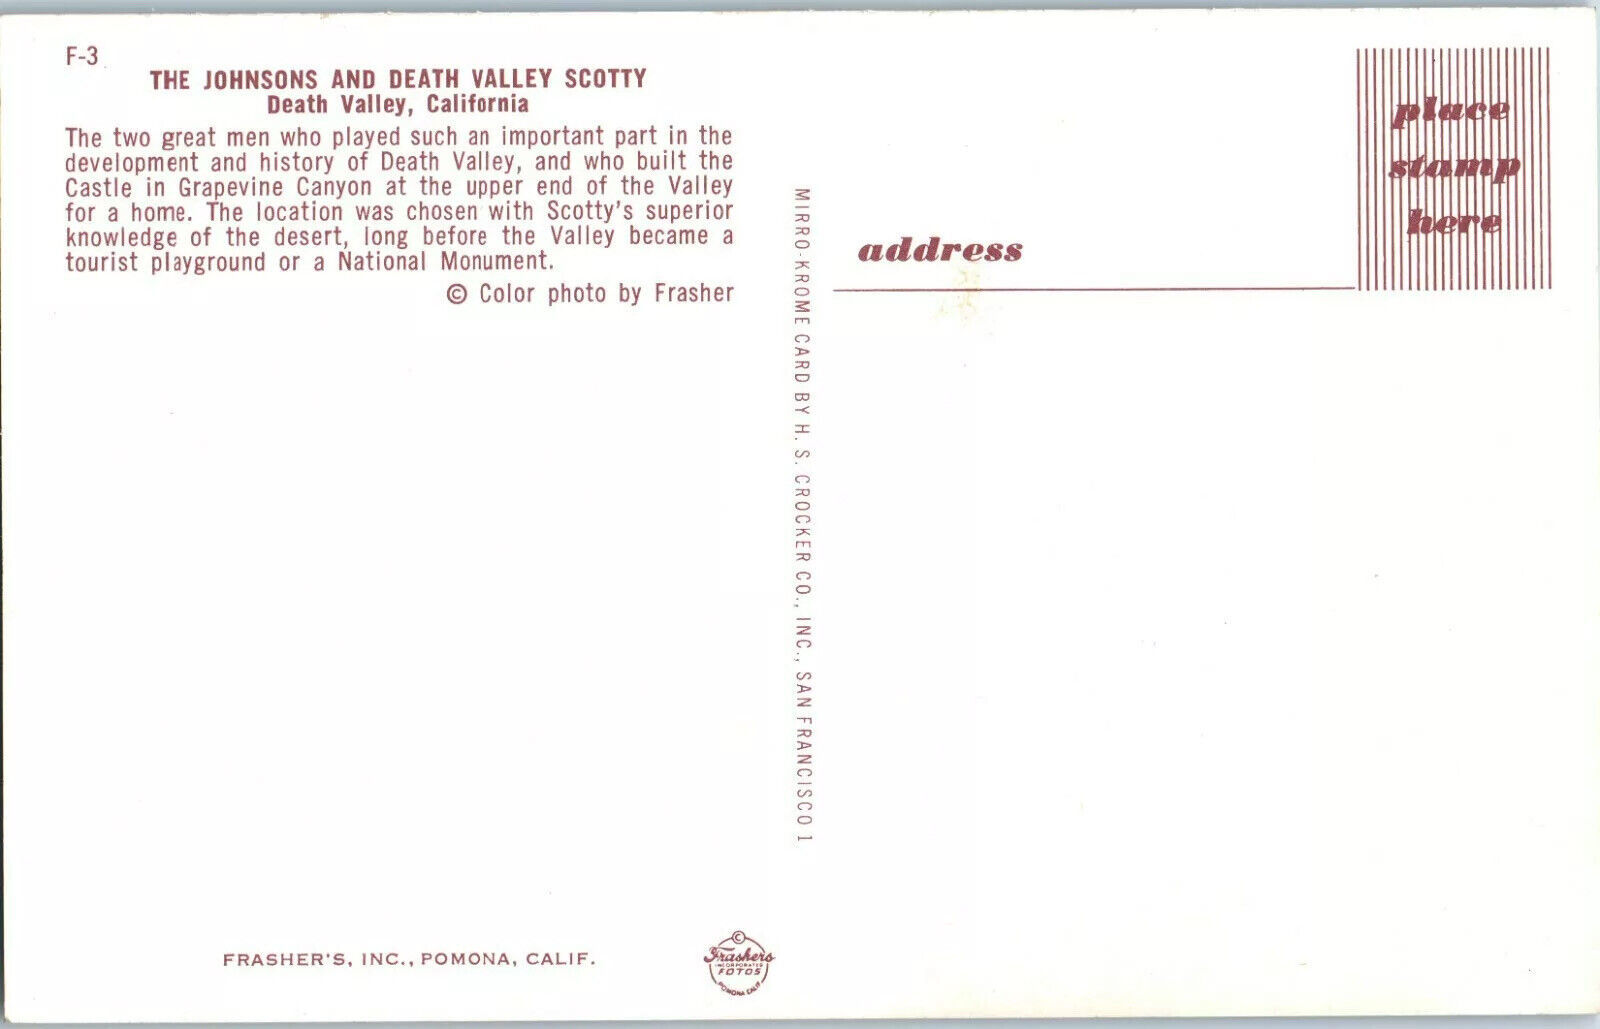 F-3
THE JOHNSONS AND DEATH VALLEY SCOTTY
Death Valley, California
The two great men who played such an important part in the
development and history of Death Valley, and who built the
Castle in Grapevine Canyon at the upper end of the Valley
for a home. The location was chosen with Scotty's superior
knowledge of the desert, long before the Valley became a
tourist playground or a National Monument.
© Color photo by Frasher
MIRRO-KROME CARD BY H. S. CROCKER CO., INC., SAN FRANCISCO 1
place
stamp
here
address
FRASHER'S, INC., POMONA, CALIF.
©
Frashers
INCORPORATED
FOTOS
POMONA CALIF.